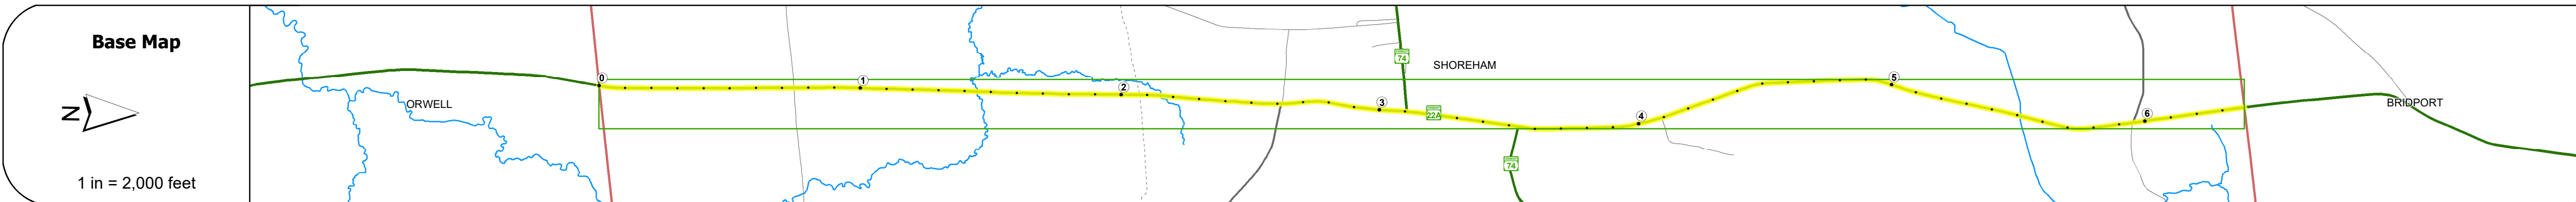 Base Map
N
1 in = 2,000 feet
ORWELL
0
1
2
3
74
SHOREHAM
22A
74
4
5
6
BRIDPORT